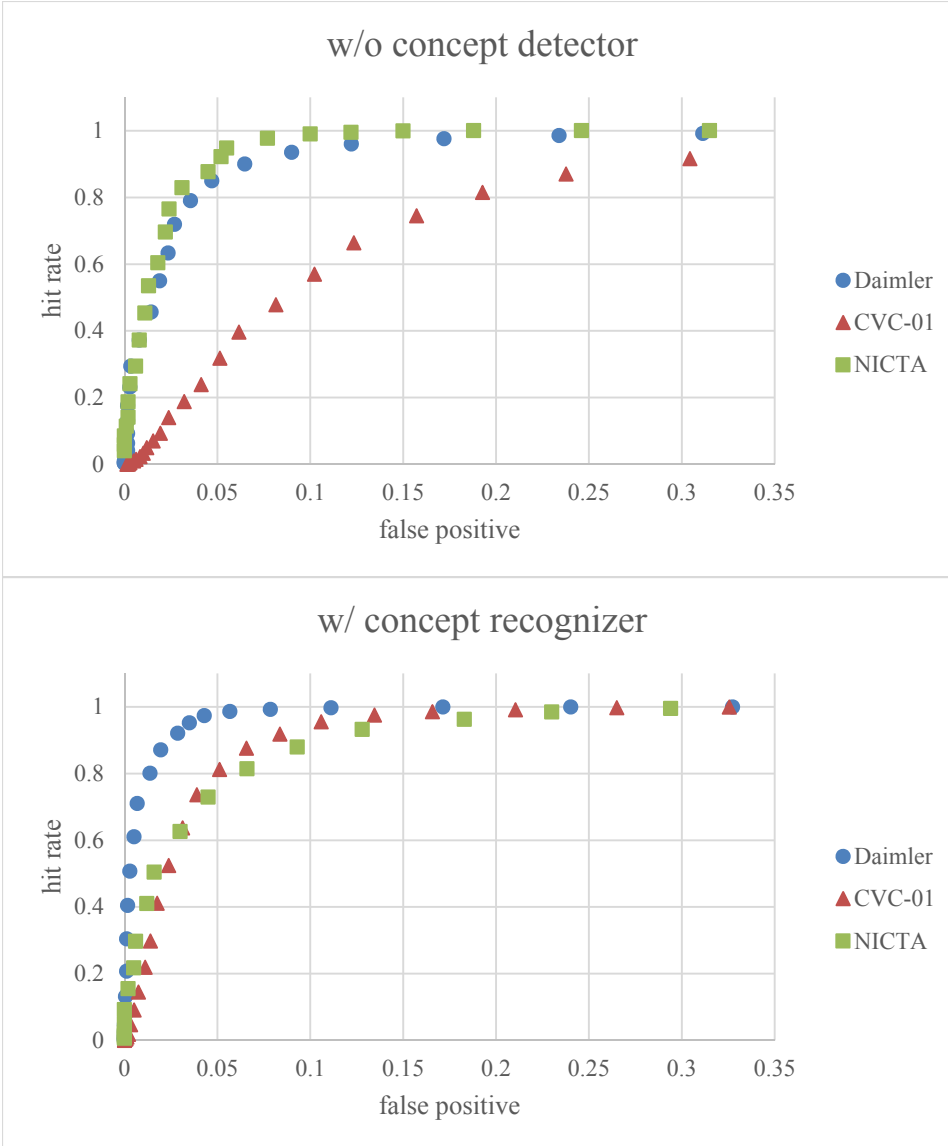 w/o concept detector
1
0.8
0.6
0.4
0.2
0
hit rate
0 0.05 0.1 0.15 0.2 0.25 0.3 0.35
false positive
Daimler
CVC-01
NICTA
w/ concept recognizer
1
0.8
0.6
0.4
0.2
0
hit rate
0 0.05 0.1 0.15 0.2 0.25 0.3 0.35
false positive
Daimler
CVC-01
NICTA